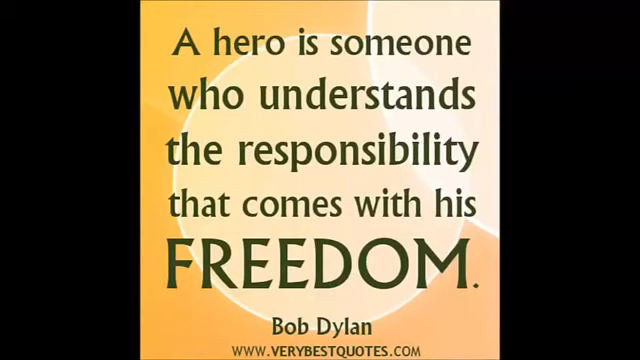 A hero is someone
who understands
the responsibility
that comes with his
FREEDOM.
Bob Dylan
WWW.VERYBESTQUOTES.COM